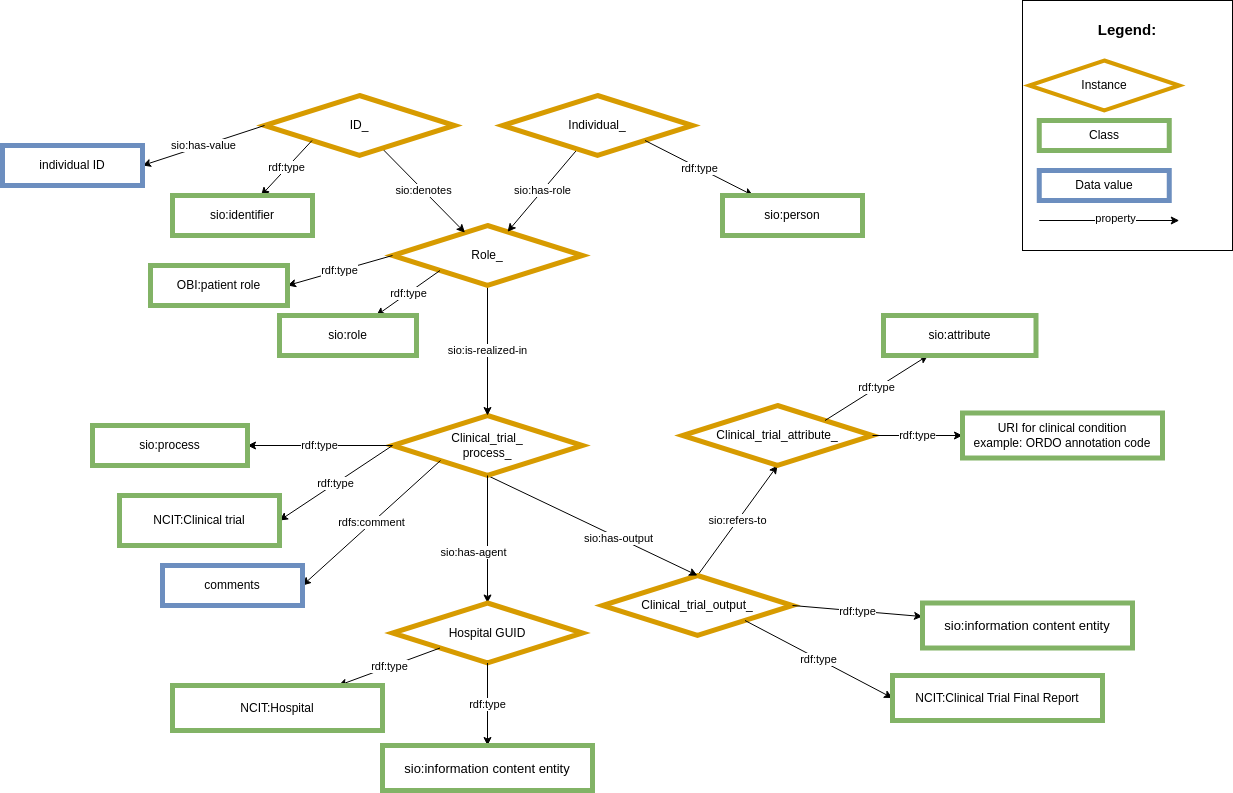 Legend:
Instance
Class
Data value
property
ID_
Individual_
sio:has-value
individual ID
rdf:type
sio:denotes
sio:has-role
rdf:type
sio:identifier
sio:person
Role_
OBI:patient role
rdf:type
rdf:type
sio:role
sio:is-realized-in
sio:attribute
rdf:type
sio:process
rdf:type
Clinical_trial_
process_
Clinical_trial_attribute_
rdf:type
URI for clinical condition
example: ORDO annotation code
rdf:type
NCIT:Clinical trial
rdfs:comment
sio:has-agent
sio:has-output
sio:refers-to
comments
Clinical_trial_output_
rdf:type
sio:information content entity
Hospital GUID
rdf:type
rdf:type
NCIT:Clinical Trial Final Report
NCIT:Hospital
rdf:type
sio:information content entity